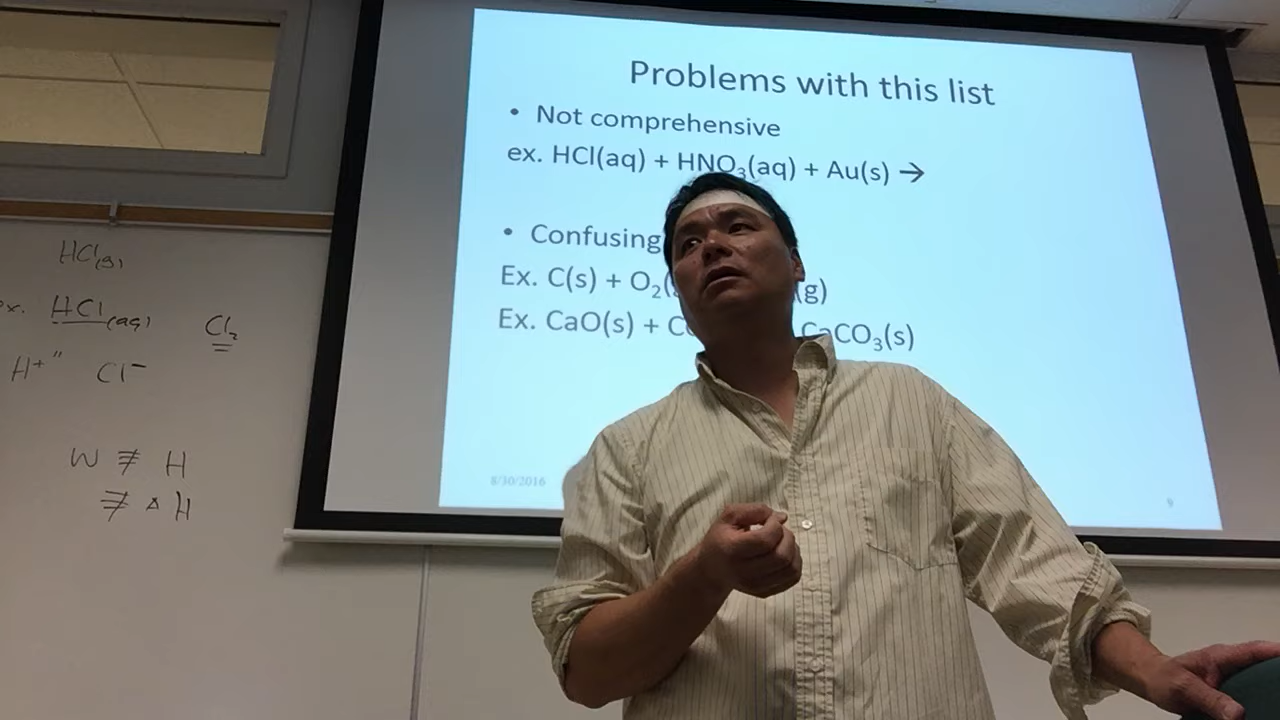 Problems with this list
• Not comprehensive
ex. HCl(aq) + HNO₃(aq) + Au(s) →
• Confusing
Ex. C(s) + O₂( (g)
Ex. CaO(s) + C CaCO₃(s)
8/30/2016
9
HCl(g)
x. HCl(aq) Cl₂
H⁺" Cl⁻
H
Δ H